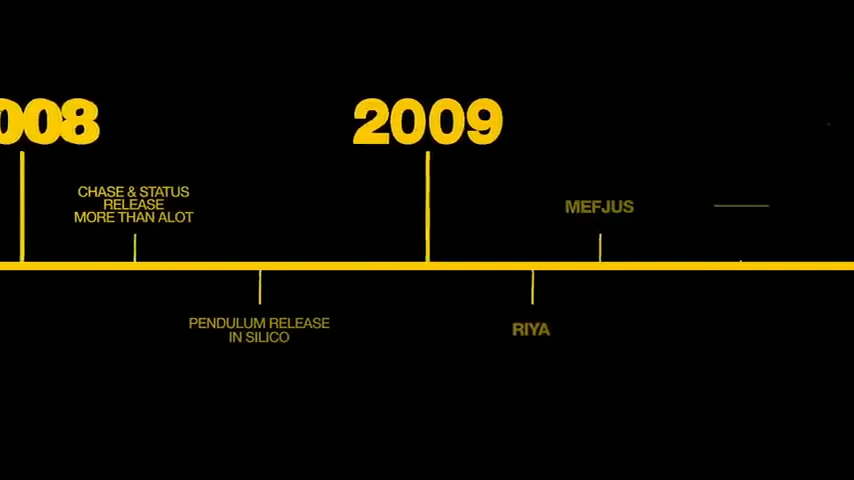 008
2009
CHASE & STATUS
RELEASE
MORE THAN ALOT
MEFJUS
PENDULUM RELEASE
IN SILICO
RIYA